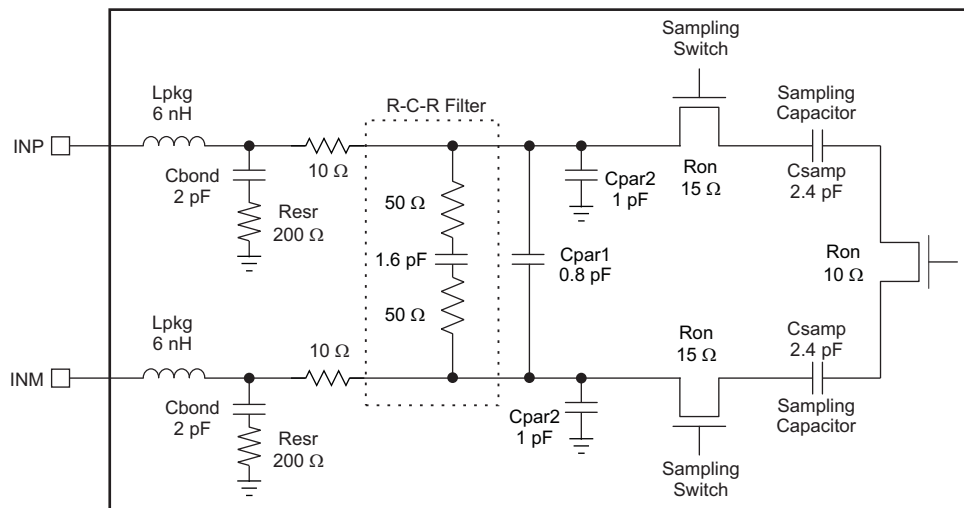 Sampling
Switch
Lpkg
6 nH
R-C-R Filter
Sampling
Capacitor
INP
Cbond
2 pF
10 Ω
Resr
200 Ω
50 Ω
1.6 pF
50 Ω
Cpar1
0.8 pF
Cpar2
1 pF
Ron
15 Ω
Csamp
2.4 pF
Ron
10 Ω
Lpkg
6 nH
10 Ω
Ron
15 Ω
Csamp
2.4 pF
INM
Cbond
2 pF
Resr
200 Ω
Cpar2
1 pF
Sampling
Capacitor
Sampling
Switch